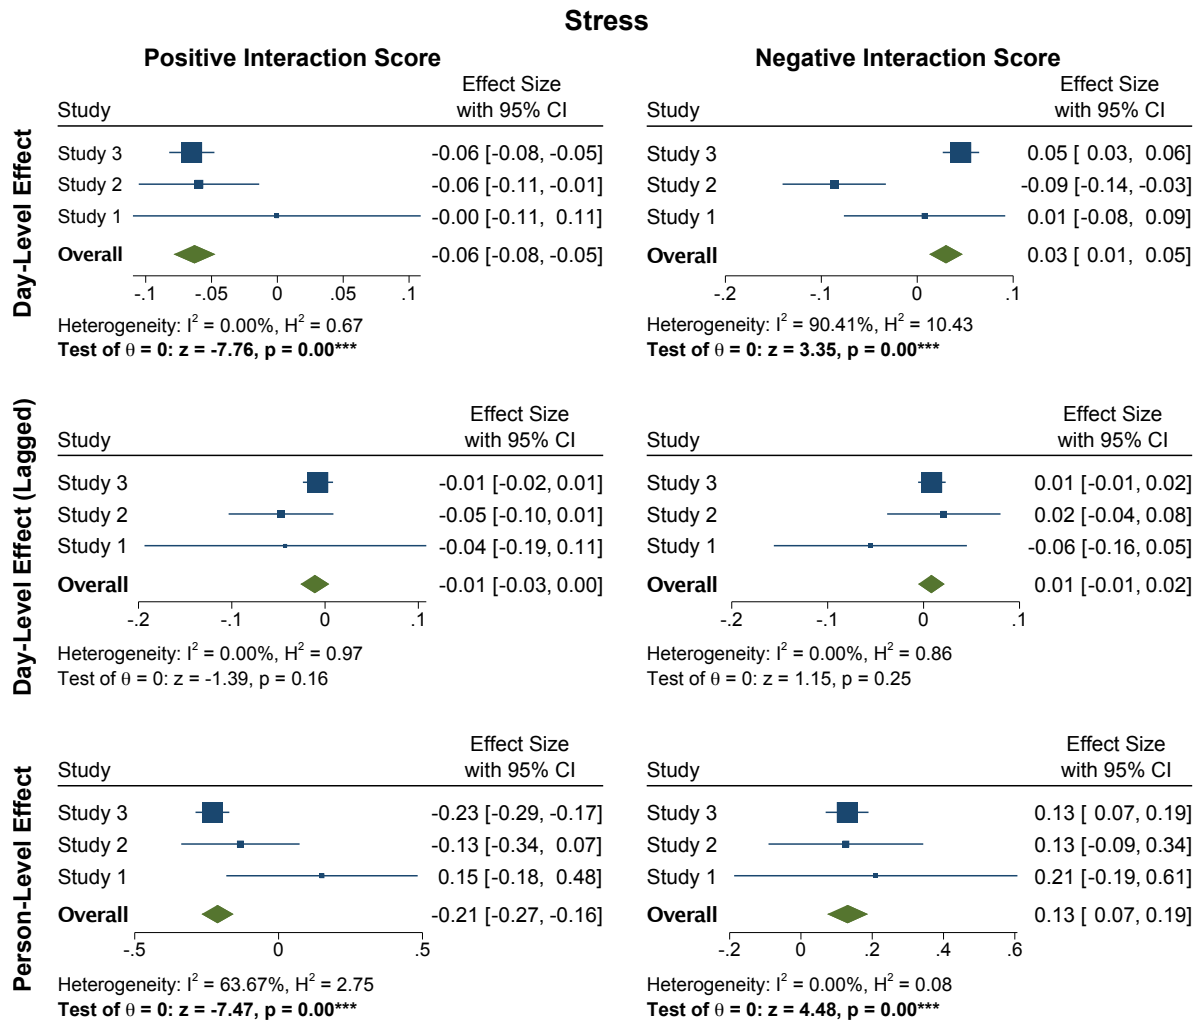 Stress
Positive Interaction Score
Negative Interaction Score
Day-Level Effect
Effect Size
Study with 95% CI
Study 3 -0.06 [-0.08, -0.05]
Study 2 -0.06 [-0.11, -0.01]
Study 1 -0.00 [-0.11, 0.11]
Overall -0.06 [-0.08, -0.05]
-.1 -.05 0 .05 .1
Heterogeneity: I² = 0.00%, H² = 0.67
Test of θ = 0: z = -7.76, p = 0.00***
Effect Size
Study with 95% CI
Study 3 0.05 [ 0.03, 0.06]
Study 2 -0.09 [-0.14, -0.03]
Study 1 0.01 [-0.08, 0.09]
Overall 0.03 [ 0.01, 0.05]
-.2 -.1 0 .1
Heterogeneity: I² = 90.41%, H² = 10.43
Test of θ = 0: z = 3.35, p = 0.00***
Day-Level Effect (Lagged)
Effect Size
Study with 95% CI
Study 3 -0.01 [-0.02, 0.01]
Study 2 -0.05 [-0.10, 0.01]
Study 1 -0.04 [-0.19, 0.11]
Overall -0.01 [-0.03, 0.00]
-.2 -.1 0 .1
Heterogeneity: I² = 0.00%, H² = 0.97
Test of θ = 0: z = -1.39, p = 0.16
Effect Size
Study with 95% CI
Study 3 0.01 [-0.01, 0.02]
Study 2 0.02 [-0.04, 0.08]
Study 1 -0.06 [-0.16, 0.05]
Overall 0.01 [-0.01, 0.02]
-.2 -.1 0 .1
Heterogeneity: I² = 0.00%, H² = 0.86
Test of θ = 0: z = 1.15, p = 0.25
Person-Level Effect
Effect Size
Study with 95% CI
Study 3 -0.23 [-0.29, -0.17]
Study 2 -0.13 [-0.34, 0.07]
Study 1 0.15 [-0.18, 0.48]
Overall -0.21 [-0.27, -0.16]
-.5 0 .5
Heterogeneity: I² = 63.67%, H² = 2.75
Test of θ = 0: z = -7.47, p = 0.00***
Effect Size
Study with 95% CI
Study 3 0.13 [ 0.07, 0.19]
Study 2 0.13 [-0.09, 0.34]
Study 1 0.21 [-0.19, 0.61]
Overall 0.13 [ 0.07, 0.19]
-.2 0 .2 .4 .6
Heterogeneity: I² = 0.00%, H² = 0.08
Test of θ = 0: z = 4.48, p = 0.00***